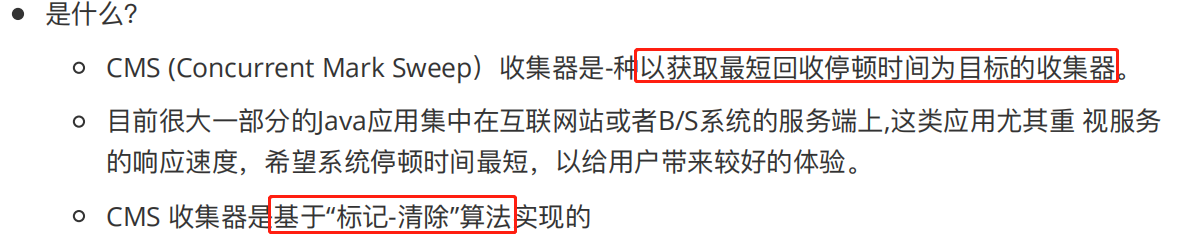 是什么?
CMS (Concurrent Mark Sweep）收集器是-种以获取最短回收停顿时间为目标的收集器。
目前很大一部分的Java应用集中在互联网站或者B/S系统的服务端上,这类应用尤其重 视服务
的响应速度，希望系统停顿时间最短，以给用户带来较好的体验。
CMS 收集器是基于“标记-清除”算法实现的